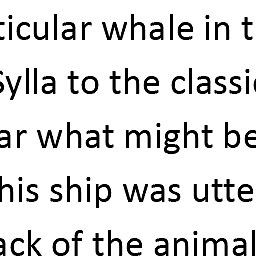 ticular whale in t
Sylla to the classic
ar what might be
his ship was utte
ack of the animal